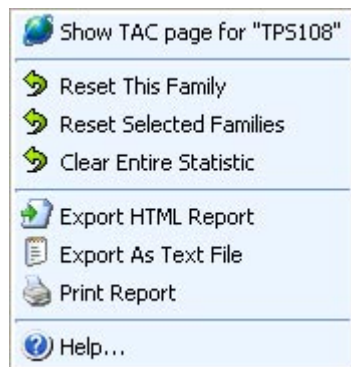 Show TAC page for "TPS108"
Reset This Family
Reset Selected Families
Clear Entire Statistic
Export HTML Report
Export As Text File
Print Report
Help...